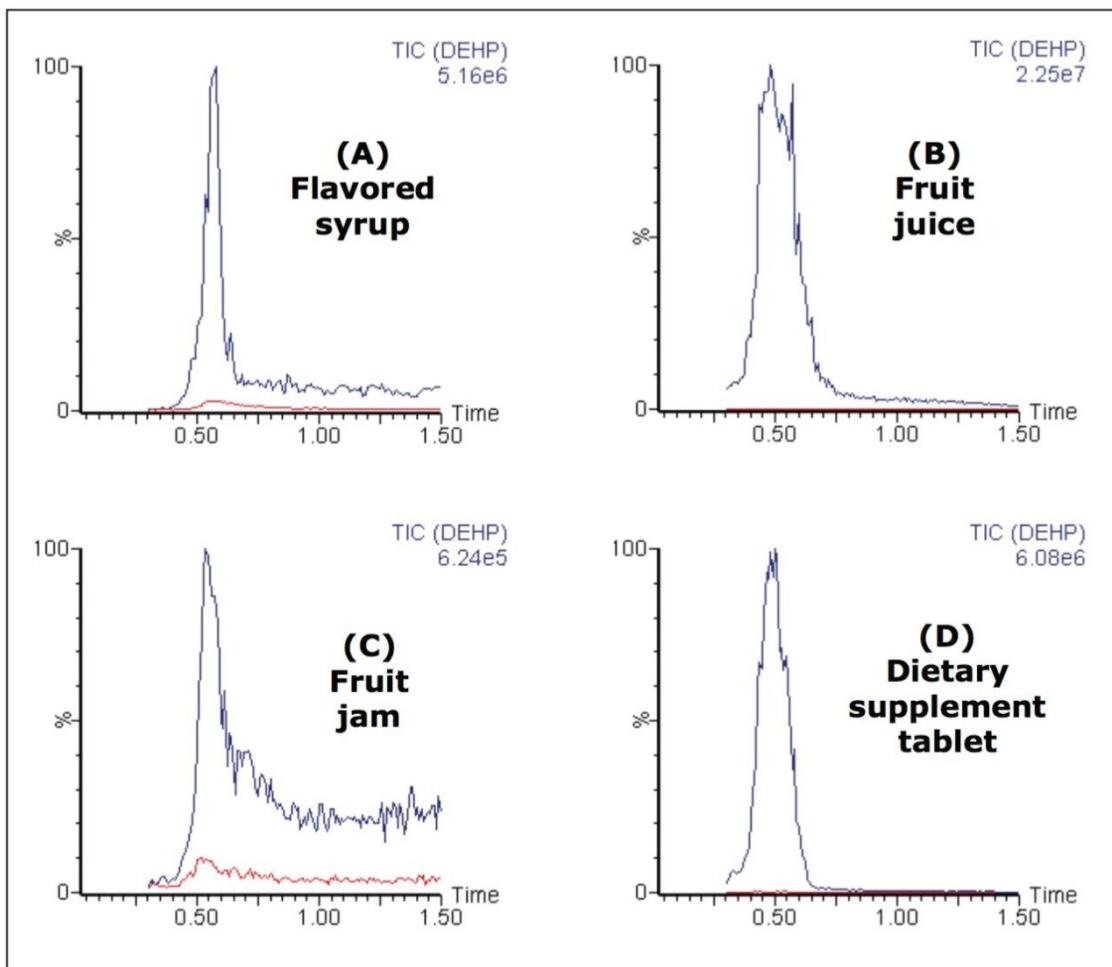 TIC (DEHP)
5.16e6
100
(A)
Flavored
syrup
%
0
Time
0.50
1.00
1.50
TIC (DEHP)
2.25e7
100
(B)
Fruit
juice
%
0
Time
0.50
1.00
1.50
TIC (DEHP)
6.24e5
100
(C)
Fruit
jam
%
0
Time
0.50
1.00
1.50
TIC (DEHP)
6.08e6
100
(D)
Dietary
supplement
tablet
%
0
Time
0.50
1.00
1.50